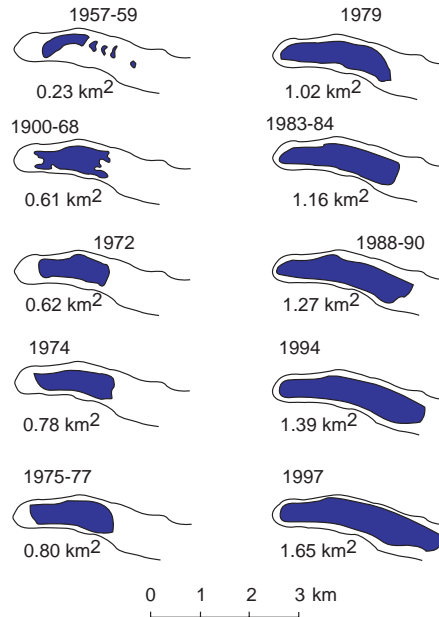 1957-59
0.23 km²
1900-68
0.61 km²
1972
0.62 km²
1974
0.78 km²
1975-77
0.80 km²
1979
1.02 km²
1983-84
1.16 km²
1988-90
1.27 km²
1994
1.39 km²
1997
1.65 km²
0 1 2 3 km